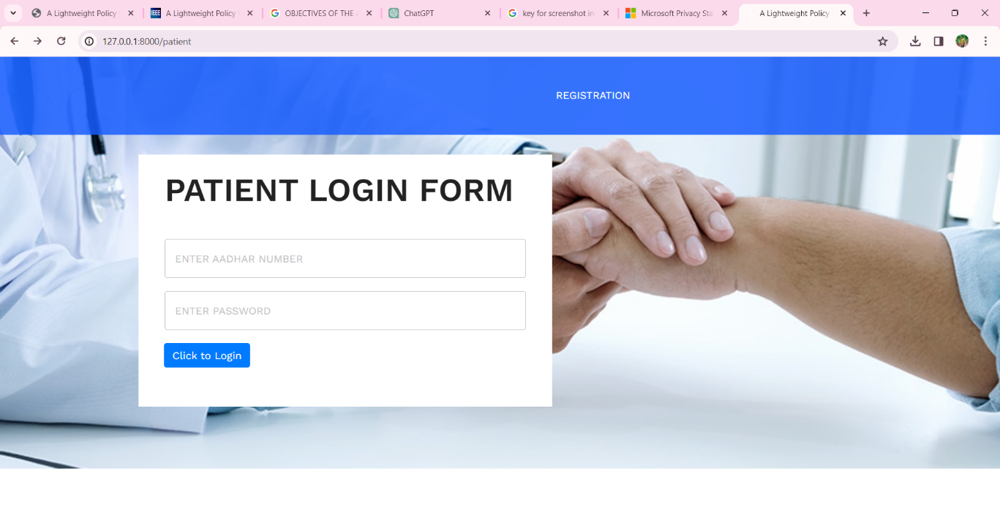 A Lightweight Policy
A Lightweight Policy
OBJECTIVES OF THE
ChatGPT
key for screenshot in
Microsoft Privacy Sta
A Lightweight Policy
127.0.0.1:8000/patient
REGISTRATION
PATIENT LOGIN FORM
ENTER AADHAR NUMBER
ENTER PASSWORD
Click to Login